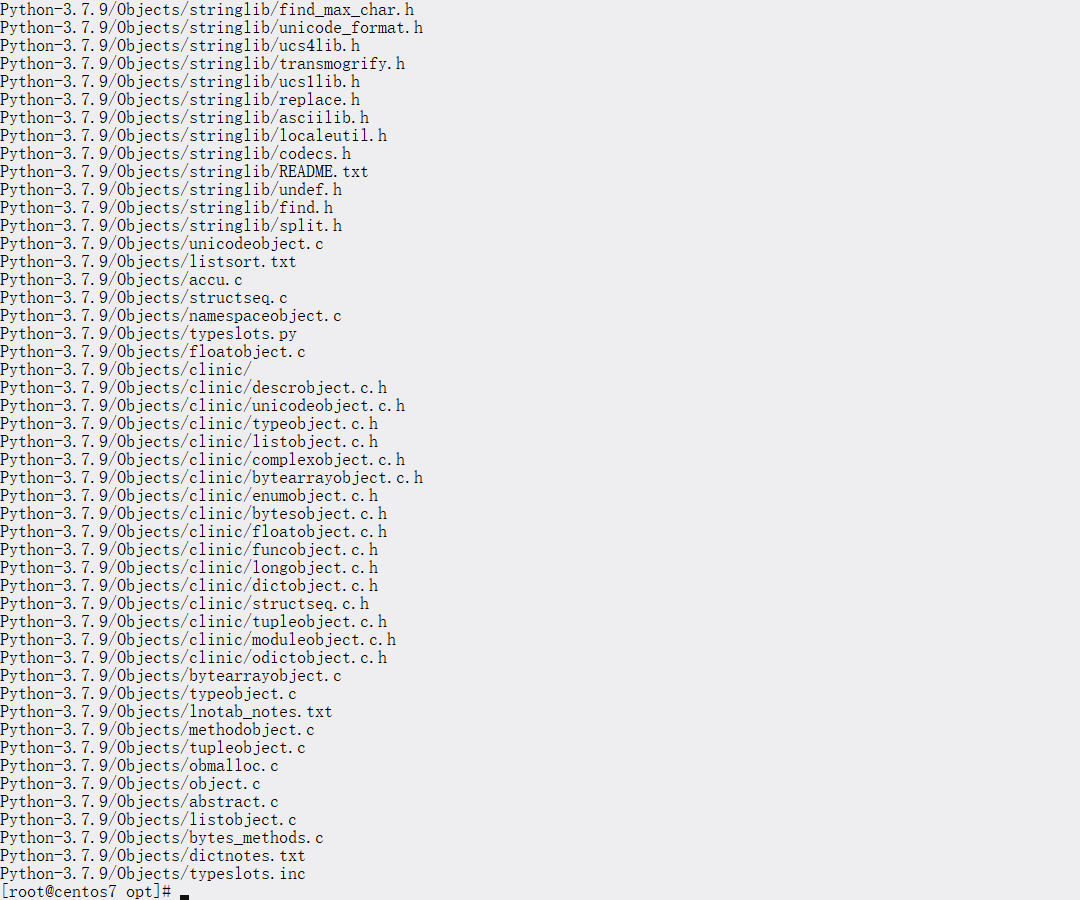 Python-3.7.9/Objects/stringlib/find_max_char.h
Python-3.7.9/Objects/stringlib/unicode_format.h
Python-3.7.9/Objects/stringlib/ucs4lib.h
Python-3.7.9/Objects/stringlib/transmogrify.h
Python-3.7.9/Objects/stringlib/ucs1lib.h
Python-3.7.9/Objects/stringlib/replace.h
Python-3.7.9/Objects/stringlib/asciilib.h
Python-3.7.9/Objects/stringlib/localeutil.h
Python-3.7.9/Objects/stringlib/codecs.h
Python-3.7.9/Objects/stringlib/README.txt
Python-3.7.9/Objects/stringlib/undef.h
Python-3.7.9/Objects/stringlib/find.h
Python-3.7.9/Objects/stringlib/split.h
Python-3.7.9/Objects/unicodeobject.c
Python-3.7.9/Objects/listsort.txt
Python-3.7.9/Objects/accu.c
Python-3.7.9/Objects/structseq.c
Python-3.7.9/Objects/namespaceobject.c
Python-3.7.9/Objects/typeslots.py
Python-3.7.9/Objects/floatobject.c
Python-3.7.9/Objects/clinic/
Python-3.7.9/Objects/clinic/descrobject.c.h
Python-3.7.9/Objects/clinic/unicodeobject.c.h
Python-3.7.9/Objects/clinic/typeobject.c.h
Python-3.7.9/Objects/clinic/listobject.c.h
Python-3.7.9/Objects/clinic/complexobject.c.h
Python-3.7.9/Objects/clinic/bytearrayobject.c.h
Python-3.7.9/Objects/clinic/enumobject.c.h
Python-3.7.9/Objects/clinic/bytesobject.c.h
Python-3.7.9/Objects/clinic/floatobject.c.h
Python-3.7.9/Objects/clinic/funcobject.c.h
Python-3.7.9/Objects/clinic/longobject.c.h
Python-3.7.9/Objects/clinic/dictobject.c.h
Python-3.7.9/Objects/clinic/structseq.c.h
Python-3.7.9/Objects/clinic/tupleobject.c.h
Python-3.7.9/Objects/clinic/moduleobject.c.h
Python-3.7.9/Objects/clinic/odictobject.c.h
Python-3.7.9/Objects/bytearrayobject.c
Python-3.7.9/Objects/typeobject.c
Python-3.7.9/Objects/lnotab_notes.txt
Python-3.7.9/Objects/methodobject.c
Python-3.7.9/Objects/tupleobject.c
Python-3.7.9/Objects/obmalloc.c
Python-3.7.9/Objects/object.c
Python-3.7.9/Objects/abstract.c
Python-3.7.9/Objects/listobject.c
Python-3.7.9/Objects/bytes_methods.c
Python-3.7.9/Objects/dictnotes.txt
Python-3.7.9/Objects/typeslots.inc
[root@centos7 opt]#